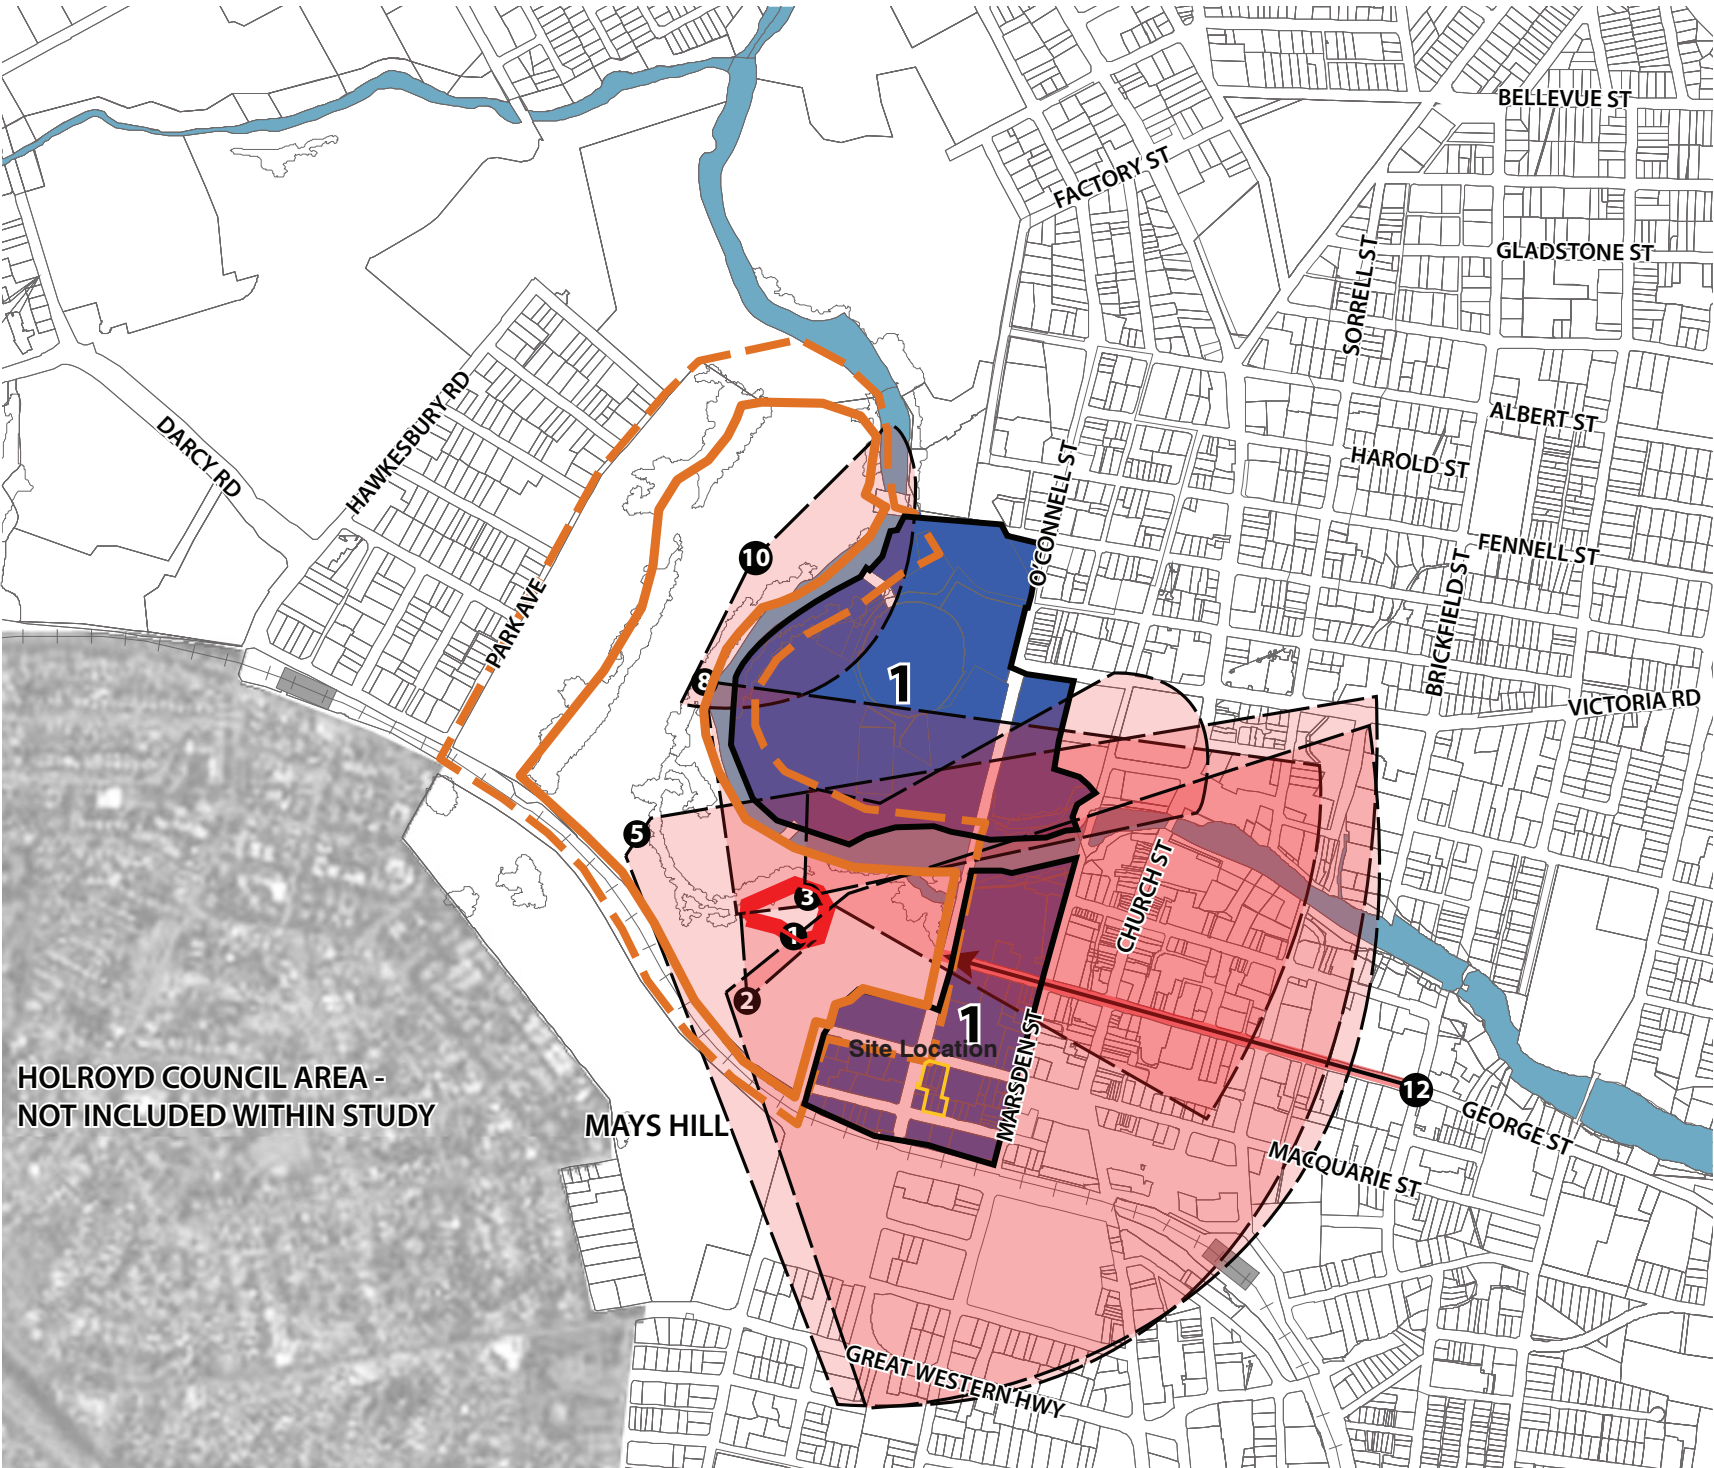 BELLEVUE ST
FACTORY ST
GLADSTONE ST
SORRELL ST
HAWKESBURY RD
DARCY RD
ALBERT ST
HAROLD ST
O'CONNELL ST
FENNELL ST
10
PARK AVE
BRICKFIELD ST
8
1
VICTORIA RD
5
3
1
CHURCH ST
2
1
Site Location
MARSDEN ST
12
HOLROYD COUNCIL AREA -
NOT INCLUDED WITHIN STUDY
MAYS HILL
GEORGE ST
MACQUARIE ST
GREAT WESTERN HWY